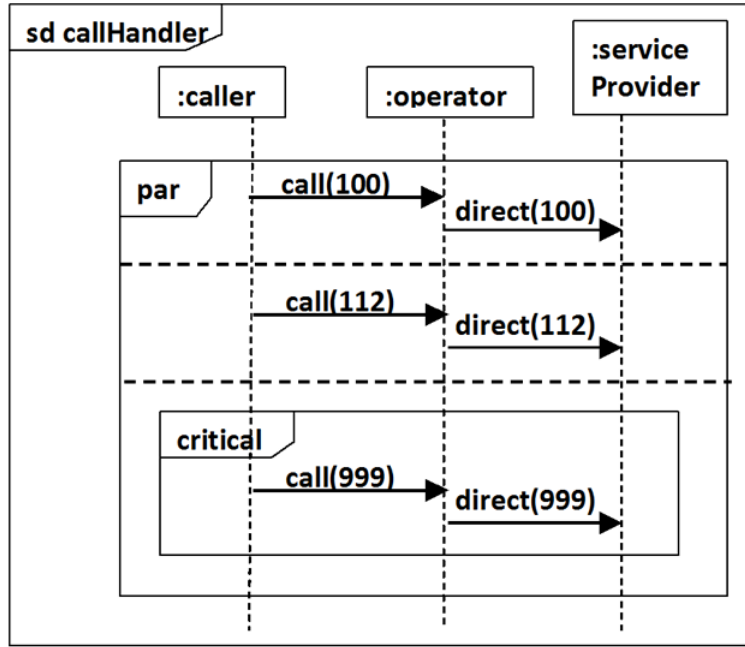 sd callHandler
:caller
:operator
:service
Provider
par
call(100)
direct(100)
call(112)
direct(112)
critical
call(999)
direct(999)